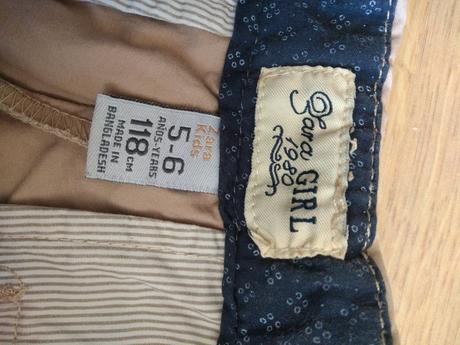 Zara
Kids
5-6
AÑOS-YEARS
118 CM
MADE IN
BANGLADESH
Zara GIRL
1980